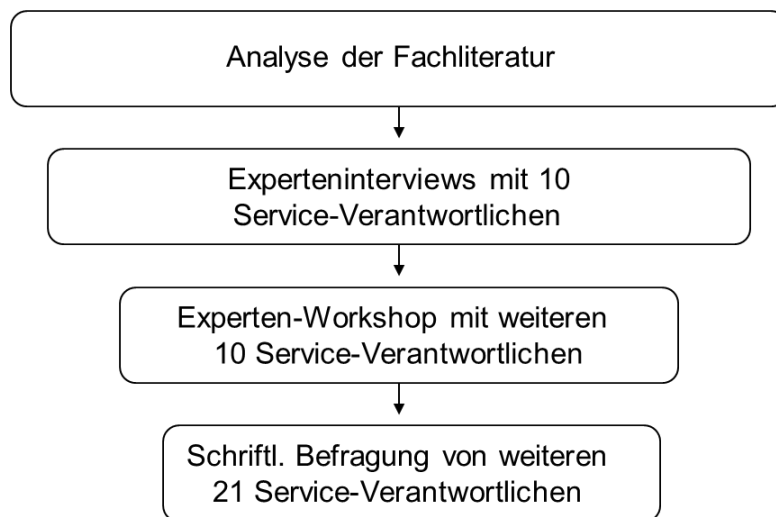 Analyse der Fachliteratur
Experteninterviews mit 10
Service-Verantwortlichen
Experten-Workshop mit weiteren
10 Service-Verantwortlichen
Schriftl. Befragung von weiteren
21 Service-Verantwortlichen